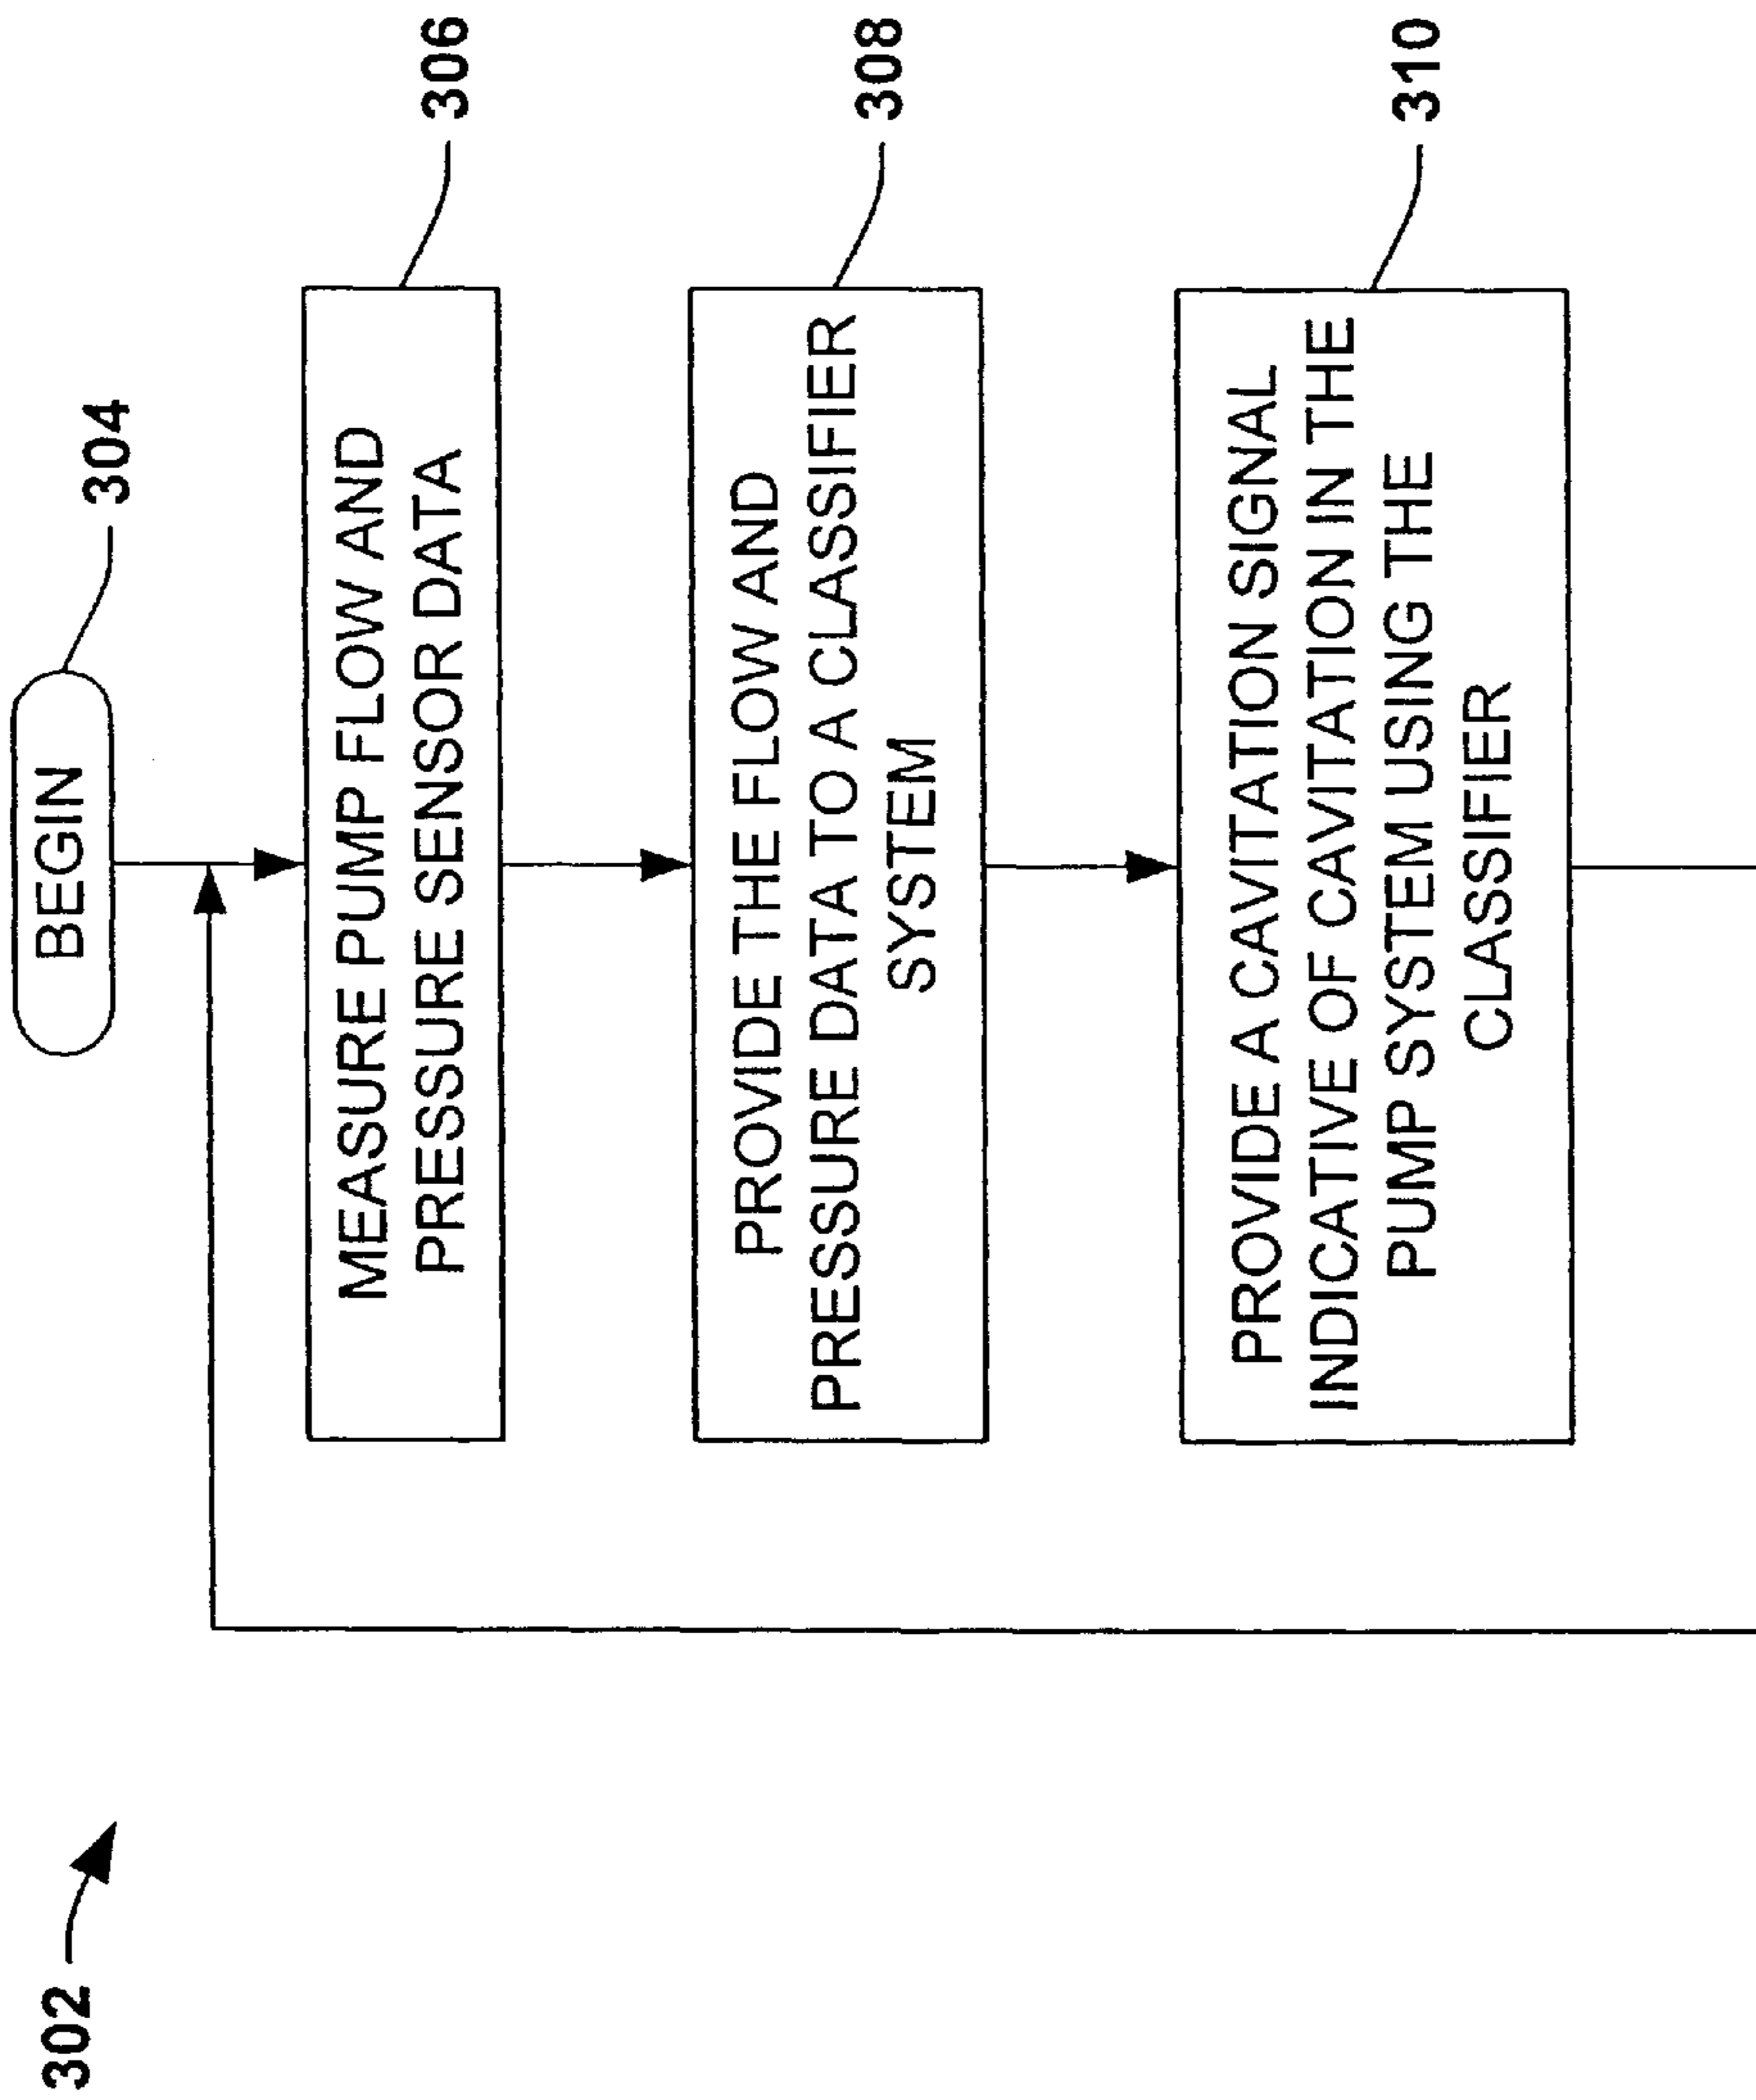 302
BEGIN
304
MEASURE PUMP FLOW AND
PRESSURE SENSOR DATA
306
PROVIDE THE FLOW AND
PRESSURE DATA TO A CLASSIFIER
SYSTEM
308
PROVIDE A CAVITATION SIGNAL
INDICATIVE OF CAVITATION IN THE
PUMP SYSTEM USING THE
CLASSIFIER
310